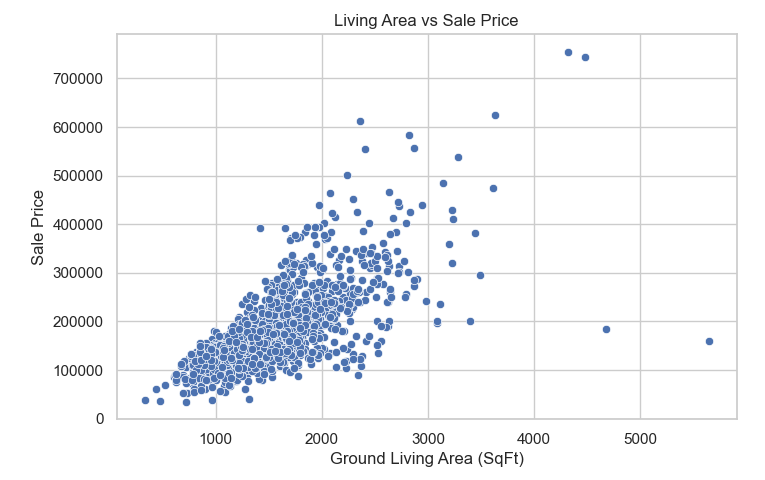 Living Area vs Sale Price
Sale Price
700000
600000
500000
400000
300000
200000
100000
0
1000 2000 3000 4000 5000
Ground Living Area (SqFt)